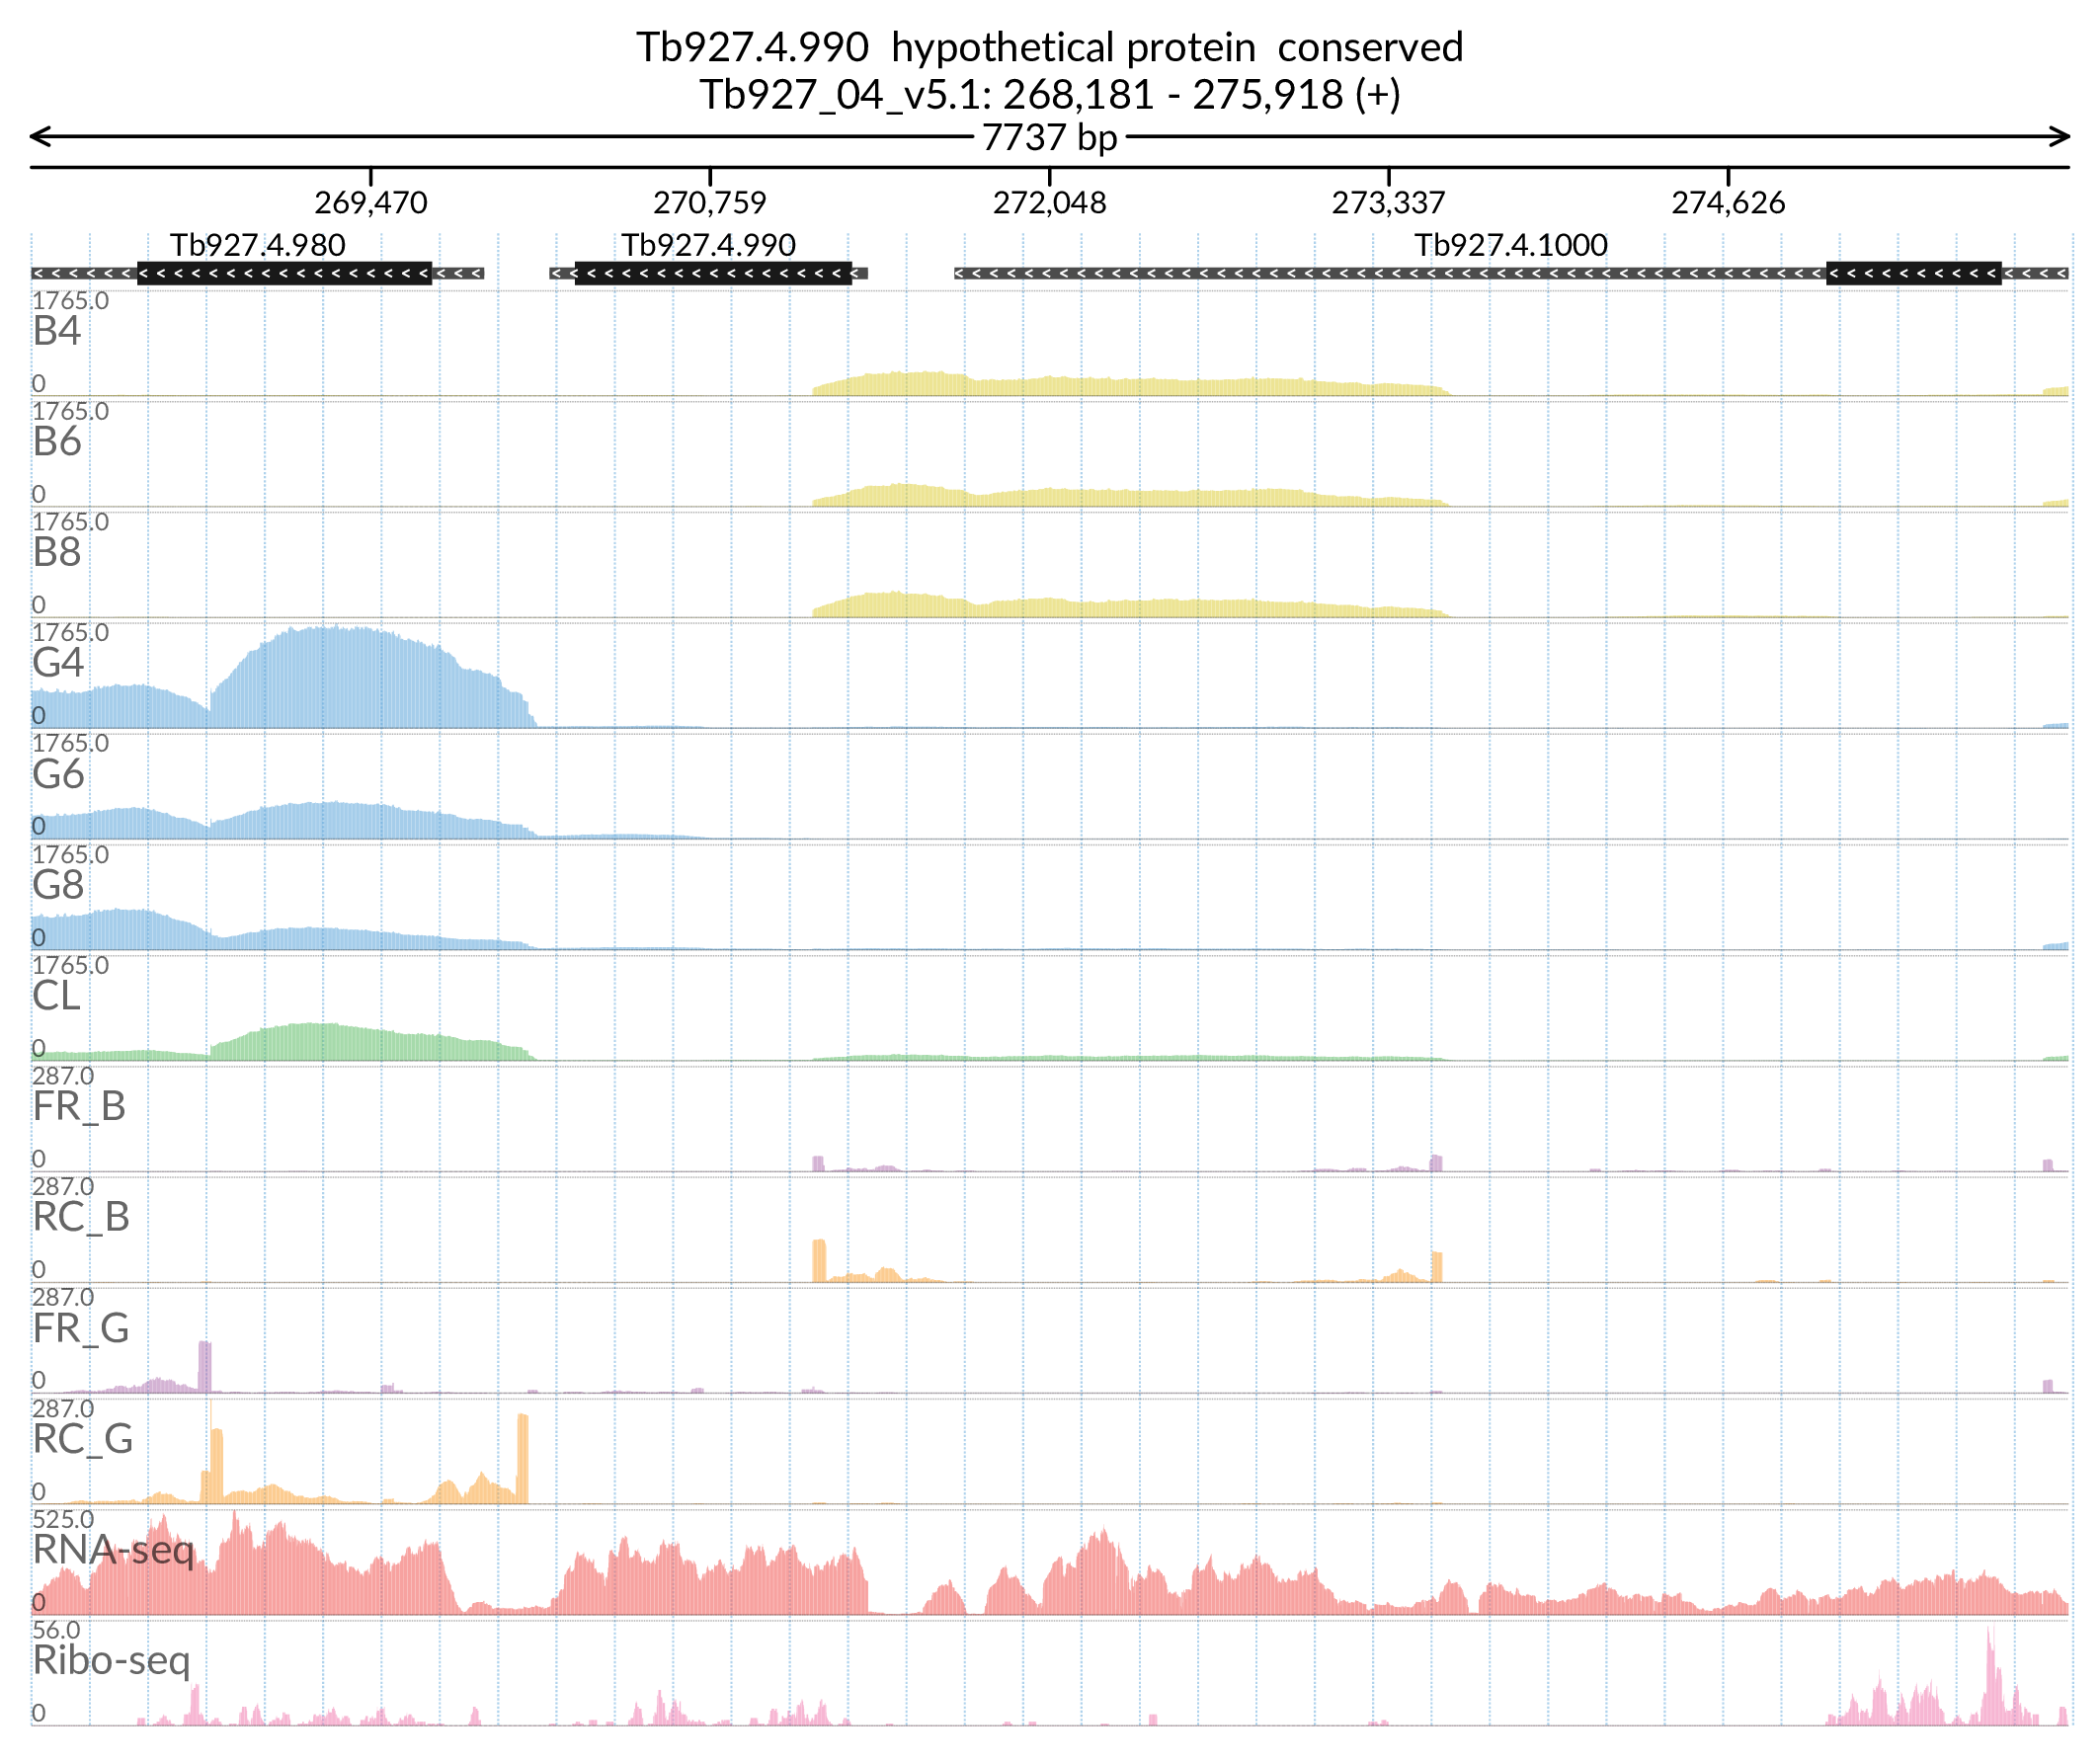 Tb927.4.990  hypothetical protein  conserved
Tb927_04_v5.1: 268,181 - 275,918 (+)
7737 bp
269,470 270,759 272,048 273,337 274,626
Tb927.4.980 Tb927.4.990 Tb927.4.1000
1765.0
B4
0
1765.0
B6
0
1765.0
B8
0
1765.0
G4
0
1765.0
G6
0
1765.0
G8
0
1765.0
CL
0
287.0
FR_B
0
287.0
RC_B
0
287.0
FR_G
0
287.0
RC_G
0
525.0
RNA-seq
0
56.0
Ribo-seq
0